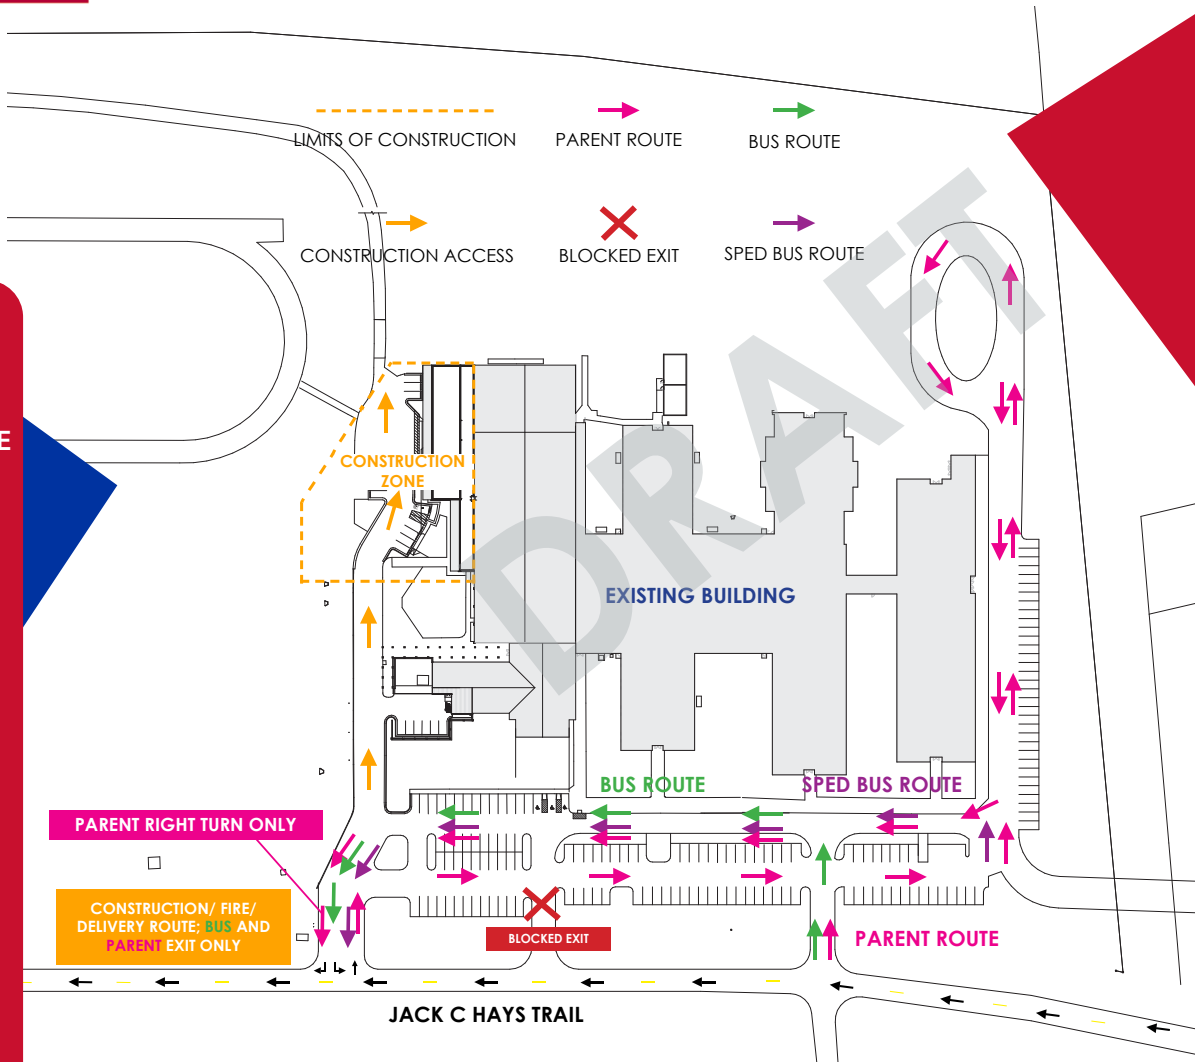 LIMITS OF CONSTRUCTION
PARENT ROUTE
BUS ROUTE
CONSTRUCTION ACCESS
BLOCKED EXIT
SPED BUS ROUTE
DRAFT
E
CONSTRUCTION
ZONE
EXISTING BUILDING
BUS ROUTE
SPED BUS ROUTE
PARENT RIGHT TURN ONLY
CONSTRUCTION/ FIRE/
DELIVERY ROUTE; BUS AND
PARENT EXIT ONLY
BLOCKED EXIT
PARENT ROUTE
JACK C HAYS TRAIL